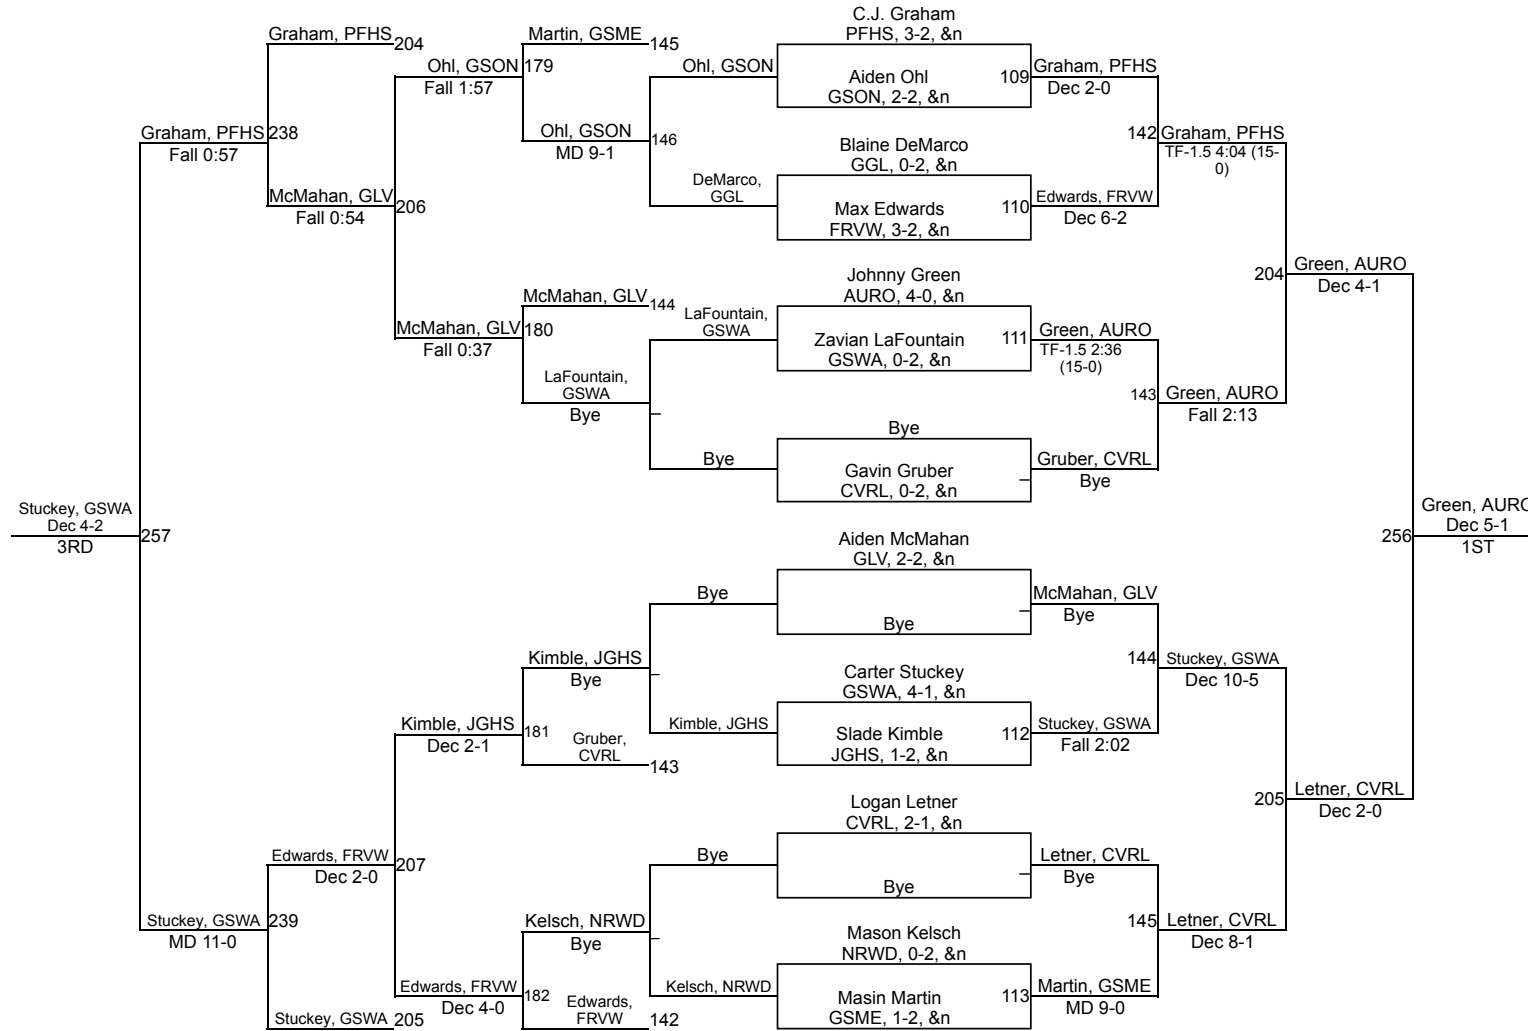 C.J. Graham
PFHS, 3-2, &n
Graham, PFHS
204
Martin, GSME
145
Ohl, GSON
179
Fall 1:57
Ohl, GSON
Aiden Ohl
GSON, 2-2, &n
109
Graham, PFHS
Dec 2-0
Graham, PFHS
238
Fall 0:57
Ohl, GSON
146
MD 9-1
Blaine DeMarco
GGL, 0-2, &n
142
Graham, PFHS
TF-1.5 4:04 (15-
0)
McMahan, GLV
206
Fall 0:54
DeMarco,
GGL
Max Edwards
FRVW, 3-2, &n
110
Edwards, FRVW
Dec 6-2
Johnny Green
AURO, 4-0, &n
204
Green, AURO
Dec 4-1
McMahan, GLV
144
McMahan, GLV
180
Fall 0:37
LaFountain,
GSWA
Zavian LaFountain
GSWA, 0-2, &n
111
Green, AURO
TF-1.5 2:36
(15-0)
LaFountain,
GSWA
Bye
143
Green, AURO
Fall 2:13
Bye
Bye
Gavin Gruber
CVRL, 0-2, &n
Gruber, CVRL
Bye
Stuckey, GSWA
Dec 4-2
3RD
257
Aiden McMahan
GLV, 2-2, &n
256
Green, AURO
Dec 5-1
1ST
Bye
Bye
McMahan, GLV
Bye
Kimble, JGHS
Bye
Carter Stuckey
GSWA, 4-1, &n
144
Stuckey, GSWA
Dec 10-5
Kimble, JGHS
181
Dec 2-1
Gruber,
CVRL
143
Kimble, JGHS
Slade Kimble
JGHS, 1-2, &n
112
Stuckey, GSWA
Fall 2:02
Logan Letner
CVRL, 2-1, &n
205
Letner, CVRL
Dec 2-0
Edwards, FRVW
207
Dec 2-0
Bye
Bye
Letner, CVRL
Bye
Stuckey, GSWA
239
MD 11-0
Kelsch, NRWD
Bye
Mason Kelsch
NRWD, 0-2, &n
145
Letner, CVRL
Dec 8-1
Edwards, FRVW
182
Dec 4-0
Edwards,
FRVW
142
Kelsch, NRWD
Masin Martin
GSME, 1-2, &n
113
Martin, GSME
MD 9-0
Stuckey, GSWA
205